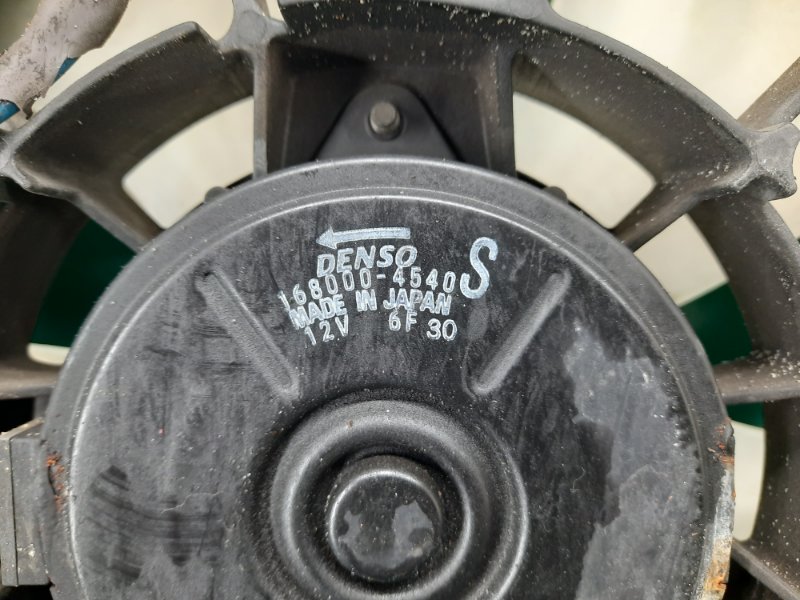 DENSO
168000-4540 S
MADE IN JAPAN
12V 6F 30